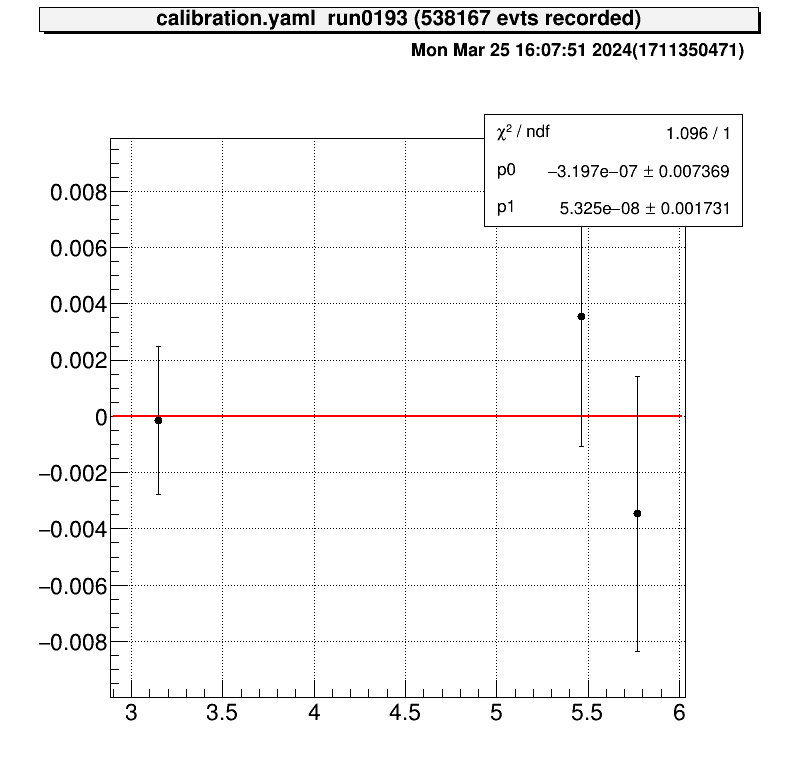 calibration.yaml  run0193 (538167 evts recorded)
Mon Mar 25 16:07:51 2024(1711350471)
χ² / ndf 1.096 / 1
p0 −3.197e−07 ± 0.007369
p1 5.325e−08 ± 0.001731
0.008
0.006
0.004
0.002
0
−0.002
−0.004
−0.006
−0.008
3 3.5 4 4.5 5 5.5 6